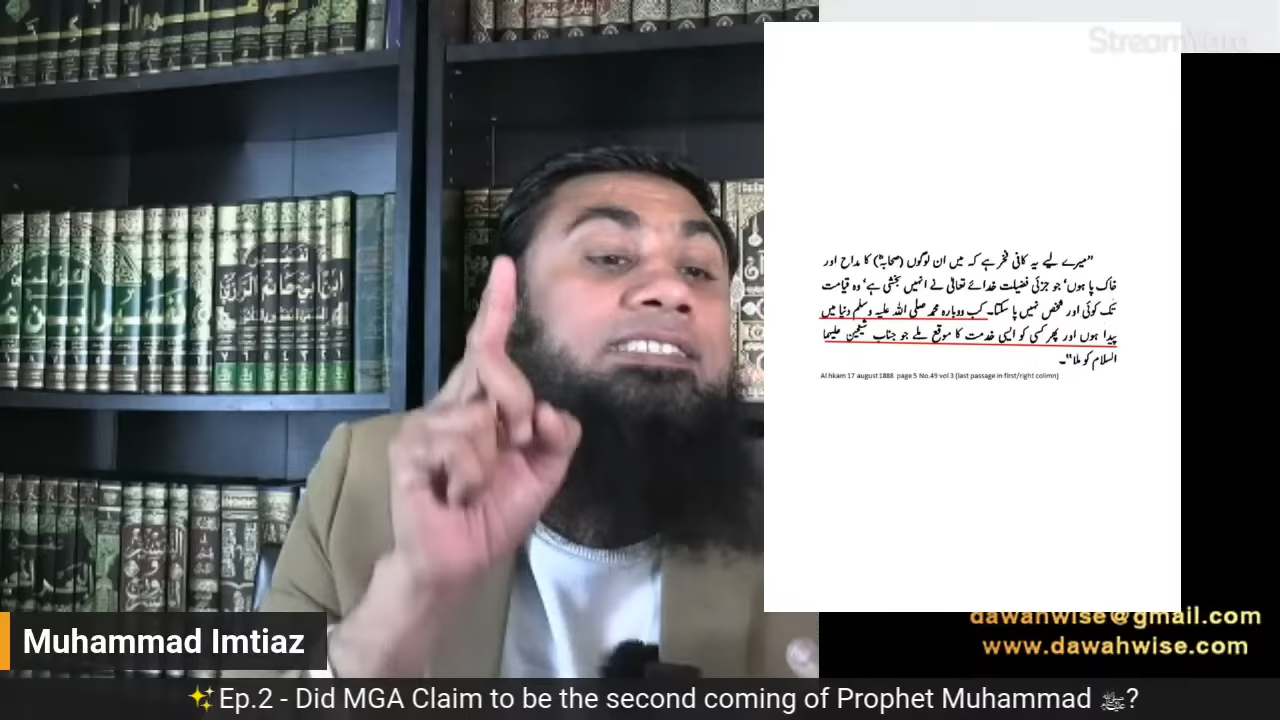 StreamYard
”میرے لیے یہ کافی فخر ہے کہ میں ان لوگوں (صحابہؓ) کا مداح اور
خاک پا ہوں‘ جو جزئی فضیلت خدائے تعالیٰ نے انہیں بخشی ہے‘ وہ قیامت
تک کوئی اور شخص نہیں پا سکتا۔ کب دوبارہ محمد صلی اللہ علیہ وسلم دنیا میں
پیدا ہوں اور پھر کسی کو ایسی خدمت کا موقع ملے جو جناب شیخین علیہما
السلام کو ملا“۔
Al hkam 17 august 1888 page 5 No.49 vol 3 (last passage in first/right colimn)
dawahwise@gmail.com
www.dawahwise.com
Muhammad Imtiaz
✨Ep.2 - Did MGA Claim to be the second coming of Prophet Muhammad ﷺ?